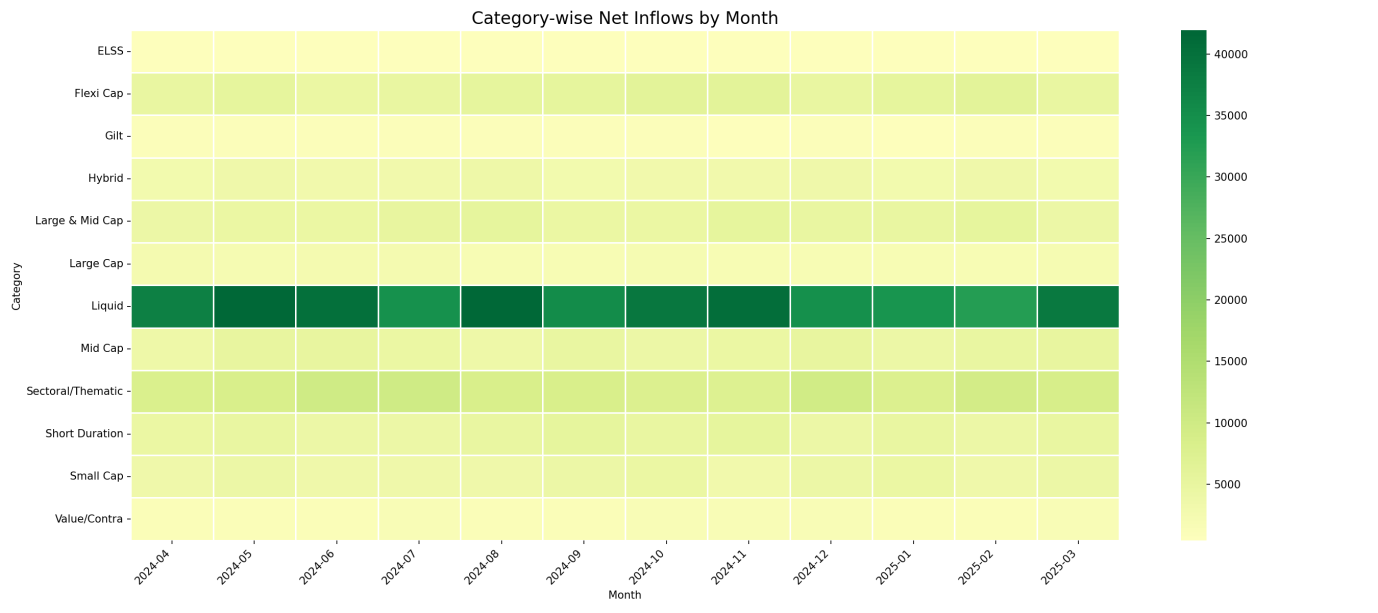 Category-wise Net Inflows by Month
Category
ELSS
Flexi Cap
Gilt
Hybrid
Large & Mid Cap
Large Cap
Liquid
Mid Cap
Sectoral/Thematic
Short Duration
Small Cap
Value/Contra
2024-04
2024-05
2024-06
2024-07
2024-08
2024-09
2024-10
2024-11
2024-12
2025-01
2025-02
2025-03
Month
40000
35000
30000
25000
20000
15000
10000
5000